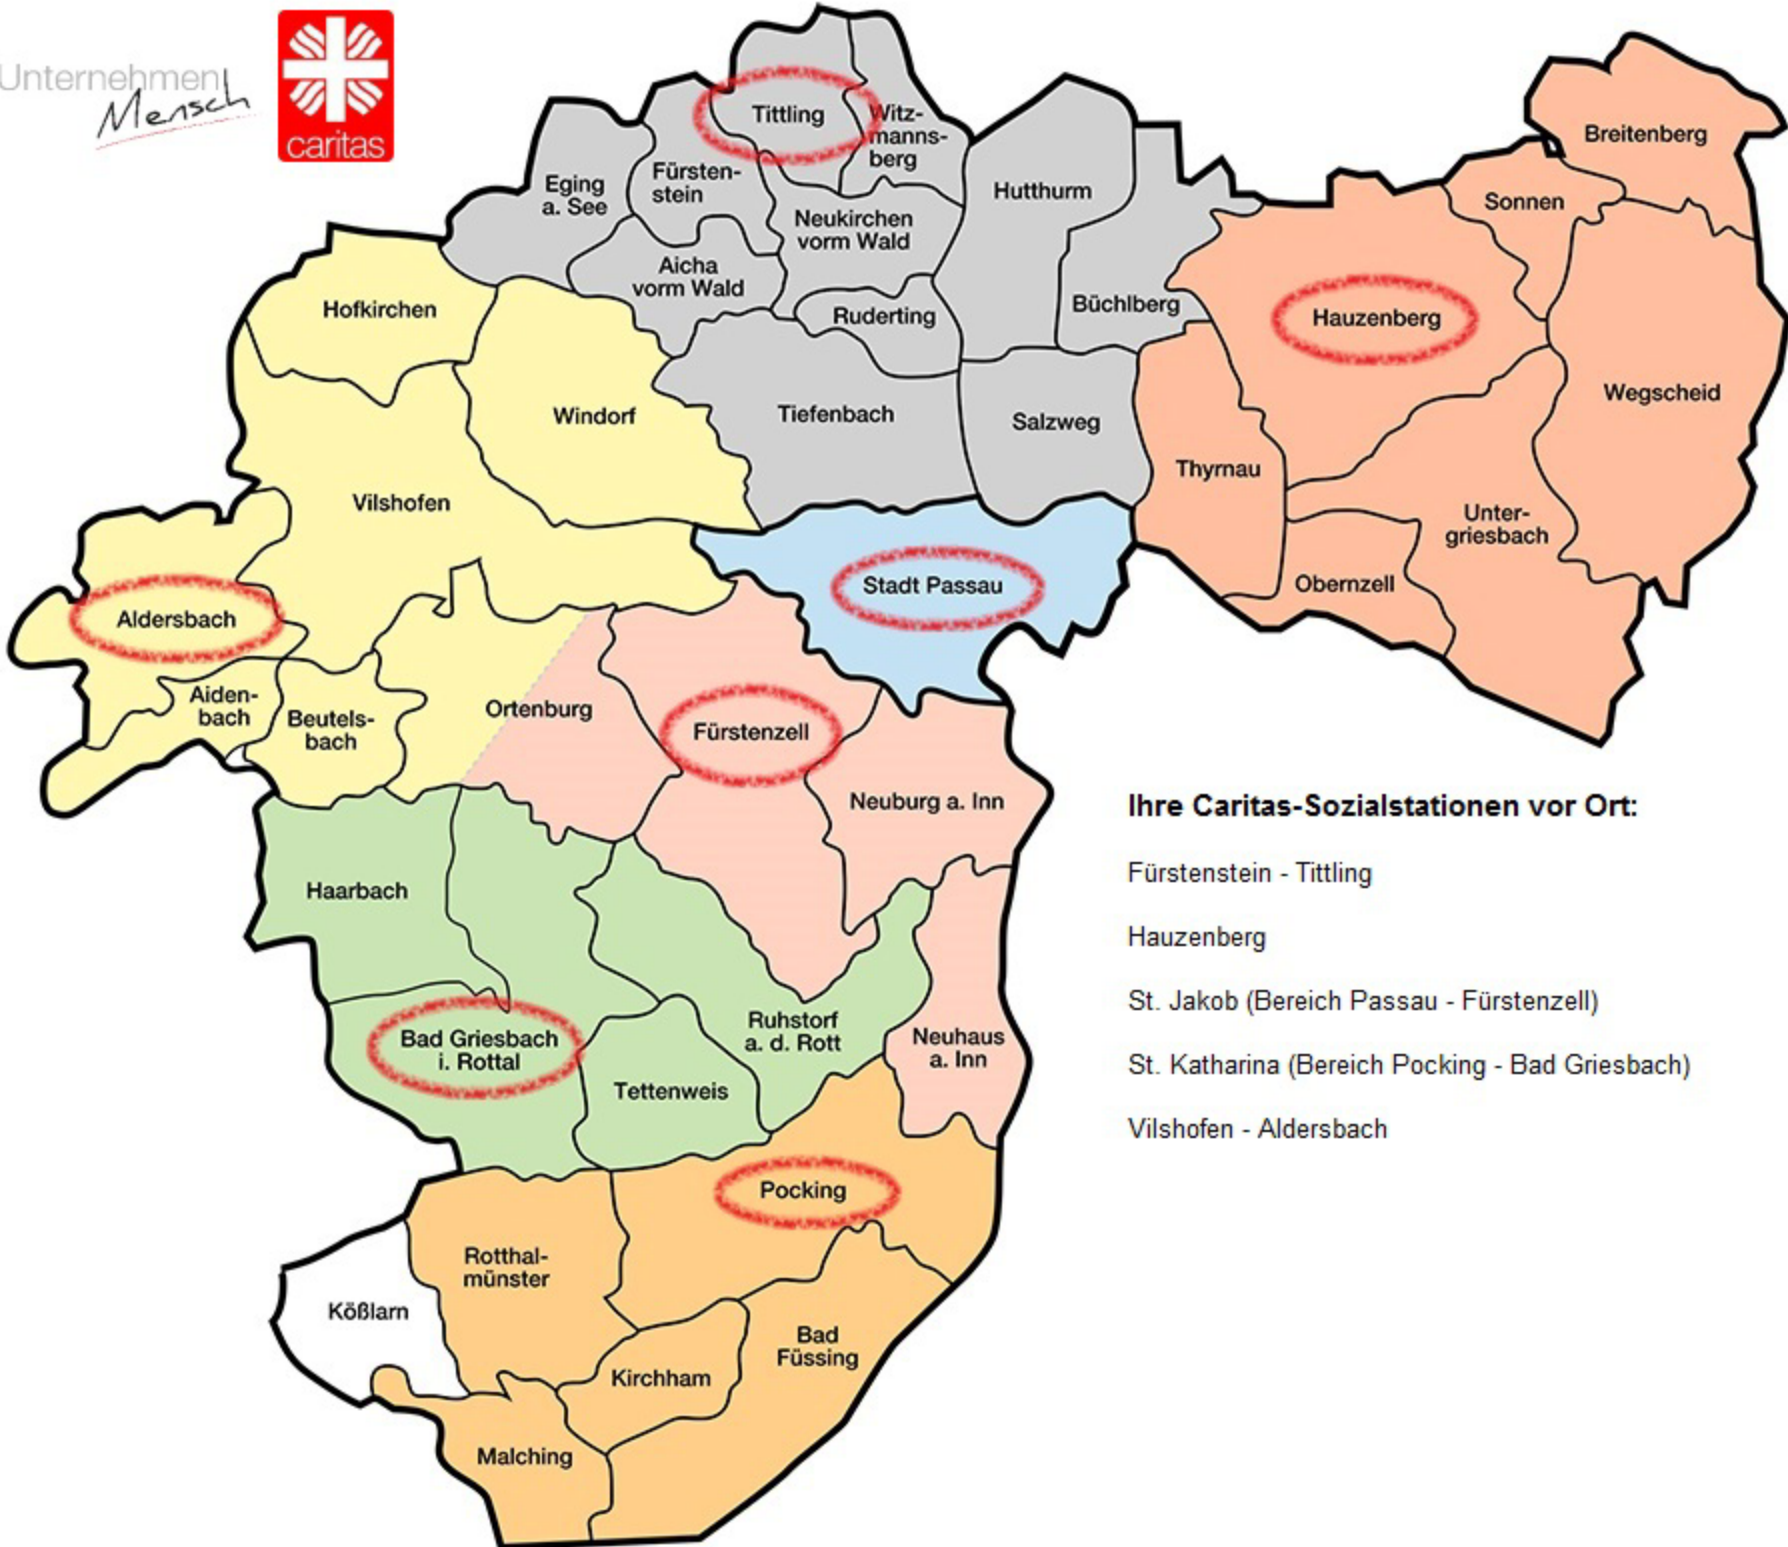 Unternehmen
Mensch
caritas
Tittling
Witz-
manns-
berg
Breitenberg
Eging
a. See
Fürsten-
stein
Hutthurm
Sonnen
Neukirchen
vorm Wald
Aicha
vorm Wald
Hofkirchen
Ruderting
Büchlberg
Hauzenberg
Wegscheid
Windorf
Tiefenbach
Salzweg
Thyrnau
Vilshofen
Unter-
griesbach
Stadt Passau
Obernzell
Aldersbach
Aiden-
bach
Beutels-
bach
Ortenburg
Fürstenzell
Neuburg a. Inn
Haarbach
Bad Griesbach
i. Rottal
Ruhstorf
a. d. Rott
Neuhaus
a. Inn
Tettenweis
Pocking
Rotthal-
münster
Kößlarn
Bad
Füssing
Kirchham
Malching
Ihre Caritas-Sozialstationen vor Ort:
Fürstenstein - Tittling
Hauzenberg
St. Jakob (Bereich Passau - Fürstenzell)
St. Katharina (Bereich Pocking - Bad Griesbach)
Vilshofen - Aldersbach